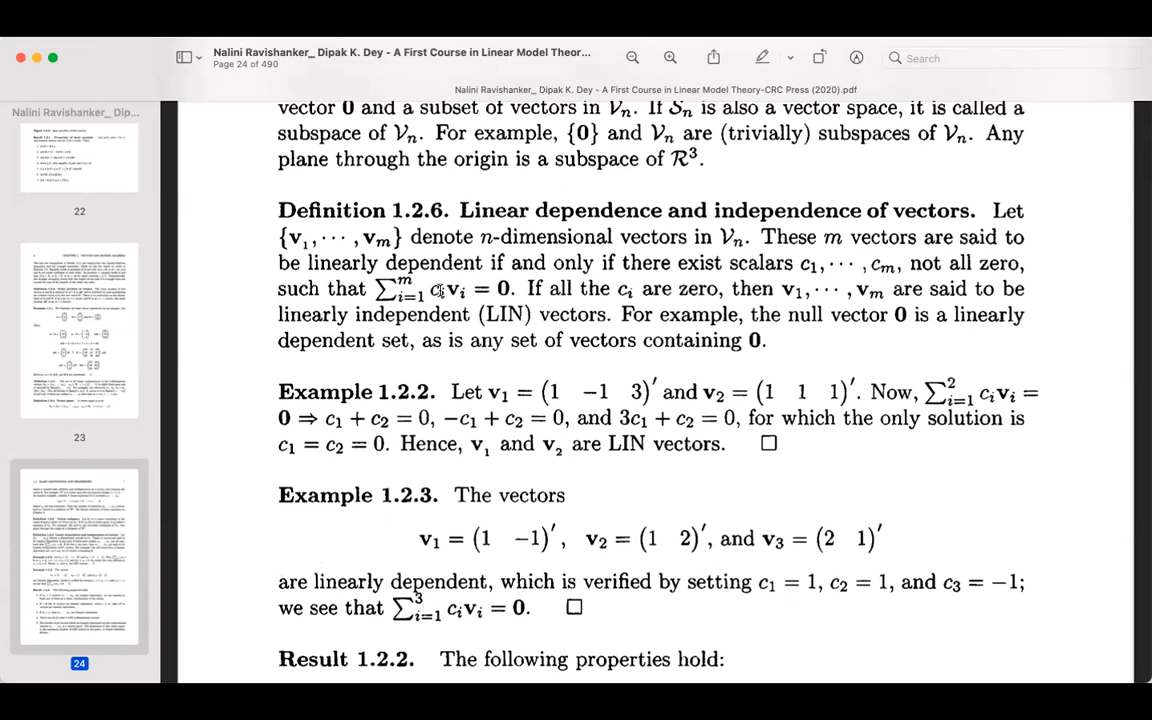 Nalini Ravishanker_ Dipak K. Dey - A First Course in Linear Model Theor...
Page 24 of 490
Search
Nalini Ravishanker_ Dip...
Nalini Ravishanker_ Dipak K. Dey - A First Course in Linear Model Theory-CRC Press (2020).pdf
22
23
24
vector 0 and a subset of vectors in 𝒱ₙ. If 𝒮ₙ is also a vector space, it is called a
subspace of 𝒱ₙ. For example, {0} and 𝒱ₙ are (trivially) subspaces of 𝒱ₙ. Any
plane through the origin is a subspace of ℛ³.
Definition 1.2.6. Linear dependence and independence of vectors. Let
{v₁, ⋯ , vₘ} denote n-dimensional vectors in 𝒱ₙ. These m vectors are said to
be linearly dependent if and only if there exist scalars c₁, ⋯ , cₘ, not all zero,
such that ∑ᵢ₌₁ᵐ cᵢvᵢ = 0. If all the cᵢ are zero, then v₁, ⋯ , vₘ are said to be
linearly independent (LIN) vectors. For example, the null vector 0 is a linearly
dependent set, as is any set of vectors containing 0.
Example 1.2.2. Let v₁ = (1 −1 3)′ and v₂ = (1 1 1)′. Now, ∑ᵢ₌₁² cᵢvᵢ =
0 ⇒ c₁ + c₂ = 0, −c₁ + c₂ = 0, and 3c₁ + c₂ = 0, for which the only solution is
c₁ = c₂ = 0. Hence, v₁ and v₂ are LIN vectors. □
Example 1.2.3. The vectors
v₁ = (1 −1)′, v₂ = (1 2)′, and v₃ = (2 1)′
are linearly dependent, which is verified by setting c₁ = 1, c₂ = 1, and c₃ = −1;
we see that ∑ᵢ₌₁³ cᵢvᵢ = 0. □
Result 1.2.2. The following properties hold: